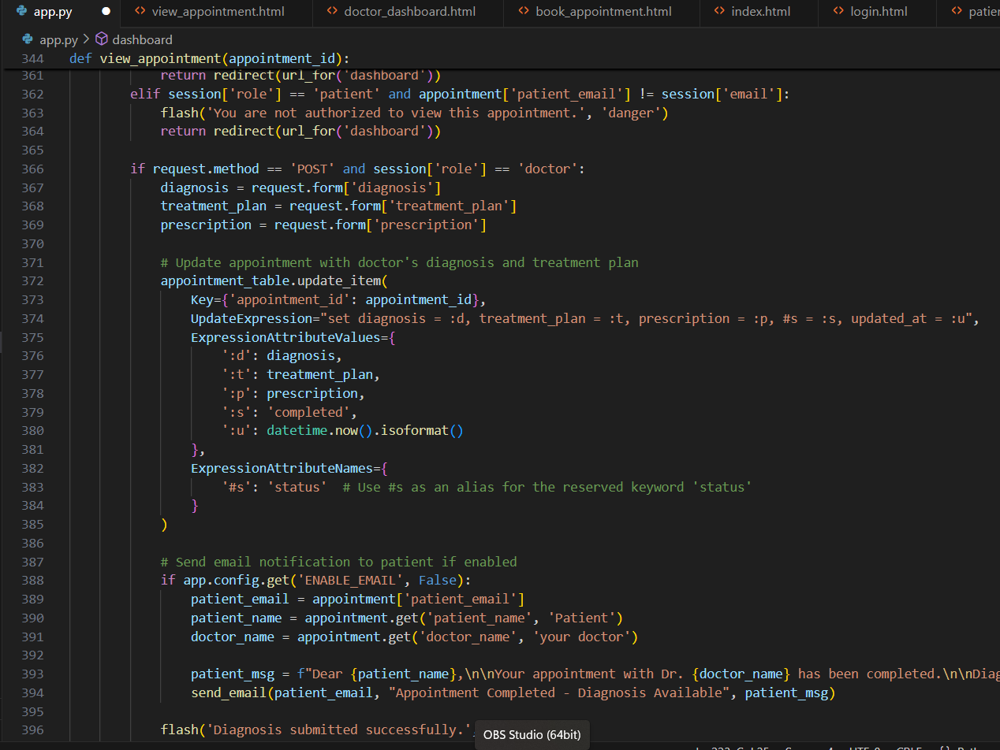 app.py view_appointment.html doctor_dashboard.html book_appointment.html index.html login.html
app.py > dashboard
344 def view_appointment(appointment_id):
361 return redirect(url_for('dashboard'))
362 elif session['role'] == 'patient' and appointment['patient_email'] != session['email']:
363 flash('You are not authorized to view this appointment.', 'danger')
364 return redirect(url_for('dashboard'))
365
366 if request.method == 'POST' and session['role'] == 'doctor':
367 diagnosis = request.form['diagnosis']
368 treatment_plan = request.form['treatment_plan']
369 prescription = request.form['prescription']
370
371 # Update appointment with doctor's diagnosis and treatment plan
372 appointment_table.update_item(
373 Key={'appointment_id': appointment_id},
374 UpdateExpression="set diagnosis = :d, treatment_plan = :t, prescription = :p, #s = :s, updated_at = :u",
375 ExpressionAttributeValues={
376 ':d': diagnosis,
377 ':t': treatment_plan,
378 ':p': prescription,
379 ':s': 'completed',
380 ':u': datetime.now().isoformat()
381 },
382 ExpressionAttributeNames={
383 '#s': 'status' # Use #s as an alias for the reserved keyword 'status'
384 }
385 )
386
387 # Send email notification to patient if enabled
388 if app.config.get('ENABLE_EMAIL', False):
389 patient_email = appointment['patient_email']
390 patient_name = appointment.get('patient_name', 'Patient')
391 doctor_name = appointment.get('doctor_name', 'your doctor')
392
393 patient_msg = f"Dear {patient_name},\n\nYour appointment with Dr. {doctor_name} has been completed.\n\nDiag
394 send_email(patient_email, "Appointment Completed - Diagnosis Available", patient_msg)
395
396 flash('Diagnosis submitted successfully.',
OBS Studio (64bit)